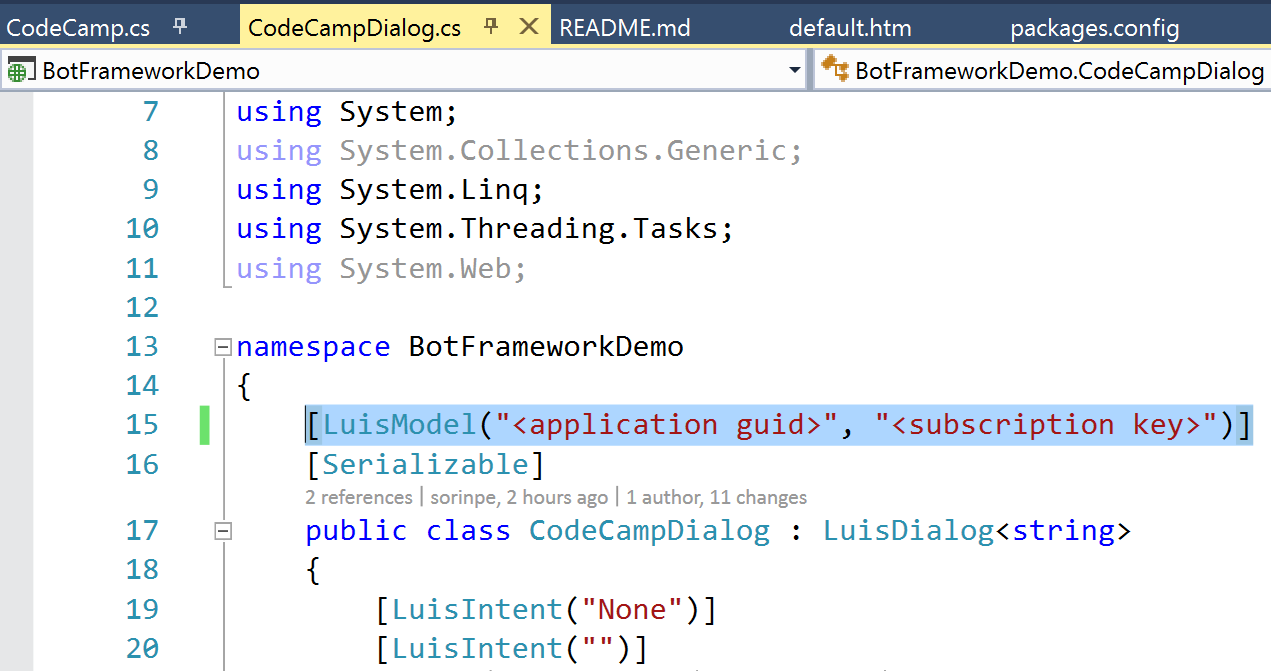 CodeCamp.cs CodeCampDialog.cs README.md default.htm packages.config
BotFrameworkDemo BotFrameworkDemo.CodeCampDialog
7 using System;
8 using System.Collections.Generic;
9 using System.Linq;
10 using System.Threading.Tasks;
11 using System.Web;
12
13 namespace BotFrameworkDemo
14 {
15 [LuisModel("<application guid>", "<subscription key>")]
16 [Serializable]
2 references | sorinpe, 2 hours ago | 1 author, 11 changes
17 public class CodeCampDialog : LuisDialog<string>
18 {
19 [LuisIntent("None")]
20 [LuisIntent("")]